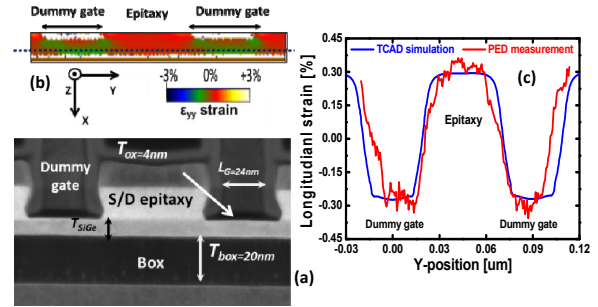 Dummy gate Epitaxy Dummy gate
(b)
Z Y
X
-3% 0% +3%
εyy strain
Tox=4nm
Dummy
gate
LG=24nm
S/D epitaxy
TSiGe
Tbox=20nm
Box
(a)
TCAD simulation PED measurement
(c)
Longitudianl strain [%]
0.45
0.30
0.15
0.00
-0.15
-0.30
-0.45
Epitaxy
Dummy gate Dummy gate
0.00 0.03 0.06 0.09 0.12
Y-position [um]